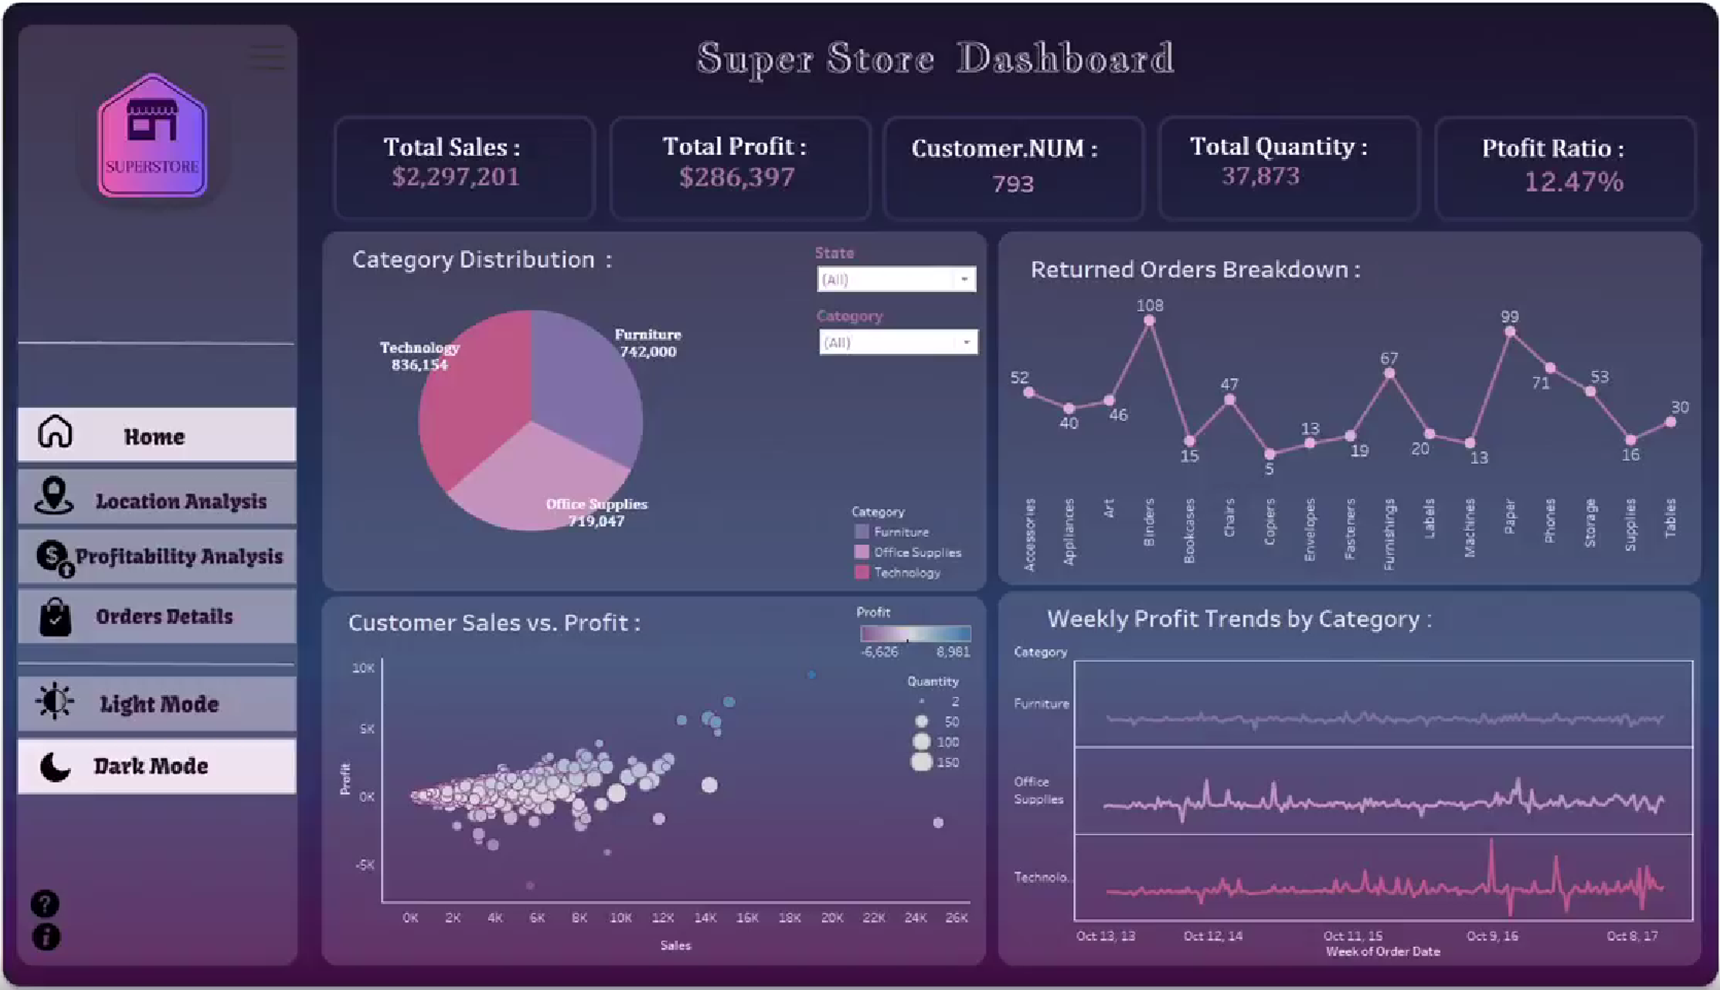 SUPERSTORE
Home
Location Analysis
$
Profitability Analysis
Orders Details
Light Mode
Dark Mode
?
i
Super Store Dashboard
Total Sales :
$2,297,201
Total Profit :
$286,397
Customer.NUM :
793
Total Quantity :
37,873
Ptofit Ratio :
12.47%
Category Distribution :
State
(All)
Category
(All)
Technology
836,154
Furniture
742,000
Office Supplies
719,047
Category
Furniture
Office Supplies
Technology
Returned Orders Breakdown :
52
40
46
108
15
47
5
13
19
67
20
13
99
71
53
16
30
Accessories
Appliances
Art
Binders
Bookcases
Chairs
Copiers
Envelopes
Fasteners
Furnishings
Labels
Machines
Paper
Phones
Storage
Supplies
Tables
Customer Sales vs. Profit :
Profit
-6,626 8,981
Quantity
2
50
100
150
10K
5K
0K
-5K
Profit
0K 2K 4K 6K 8K 10K 12K 14K 16K 18K 20K 22K 24K 26K
Sales
Weekly Profit Trends by Category :
Category
Furniture
Office
Supplies
Technolo..
Oct 13, 13 Oct 12, 14 Oct 11, 15 Oct 9, 16 Oct 8, 17
Week of Order Date